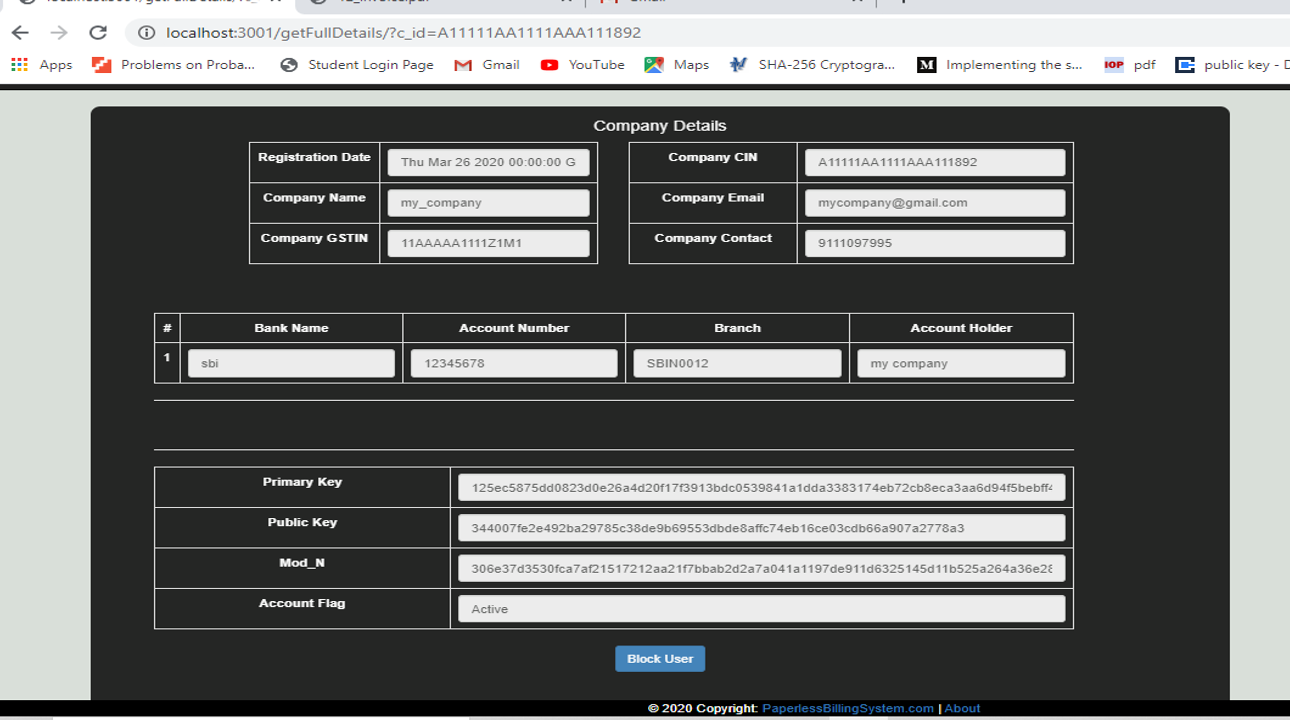 localhost:3001/getFullDetails/?c_id=A11111AA1111AAA111892
Apps Problems on Proba... Student Login Page Gmail YouTube Maps SHA-256 Cryptogra... M Implementing the s... IOP pdf public key - D
Company Details
Registration Date Thu Mar 26 2020 00:00:00 G Company CIN A11111AA1111AAA111892
Company Name my_company Company Email mycompany@gmail.com
Company GSTIN 11AAAAA1111Z1M1 Company Contact 9111097995
# Bank Name Account Number Branch Account Holder
1 sbi 12345678 SBIN0012 my company
Primary Key 125ec5875dd0823d0e26a4d20f17f3913bdc0539841a1dda3383174eb72cb8eca3aa6d94f5bebff4
Public Key 344007fe2e492ba29785c38de9b69553dbde8affc74eb16ce03cdb66a907a2778a3
Mod_N 306e37d3530fca7af21517212aa21f7bbab2d2a7a041a1197de911d6325145d11b525a264a36e28
Account Flag Active
Block User
© 2020 Copyright: PaperlessBillingSystem.com | About